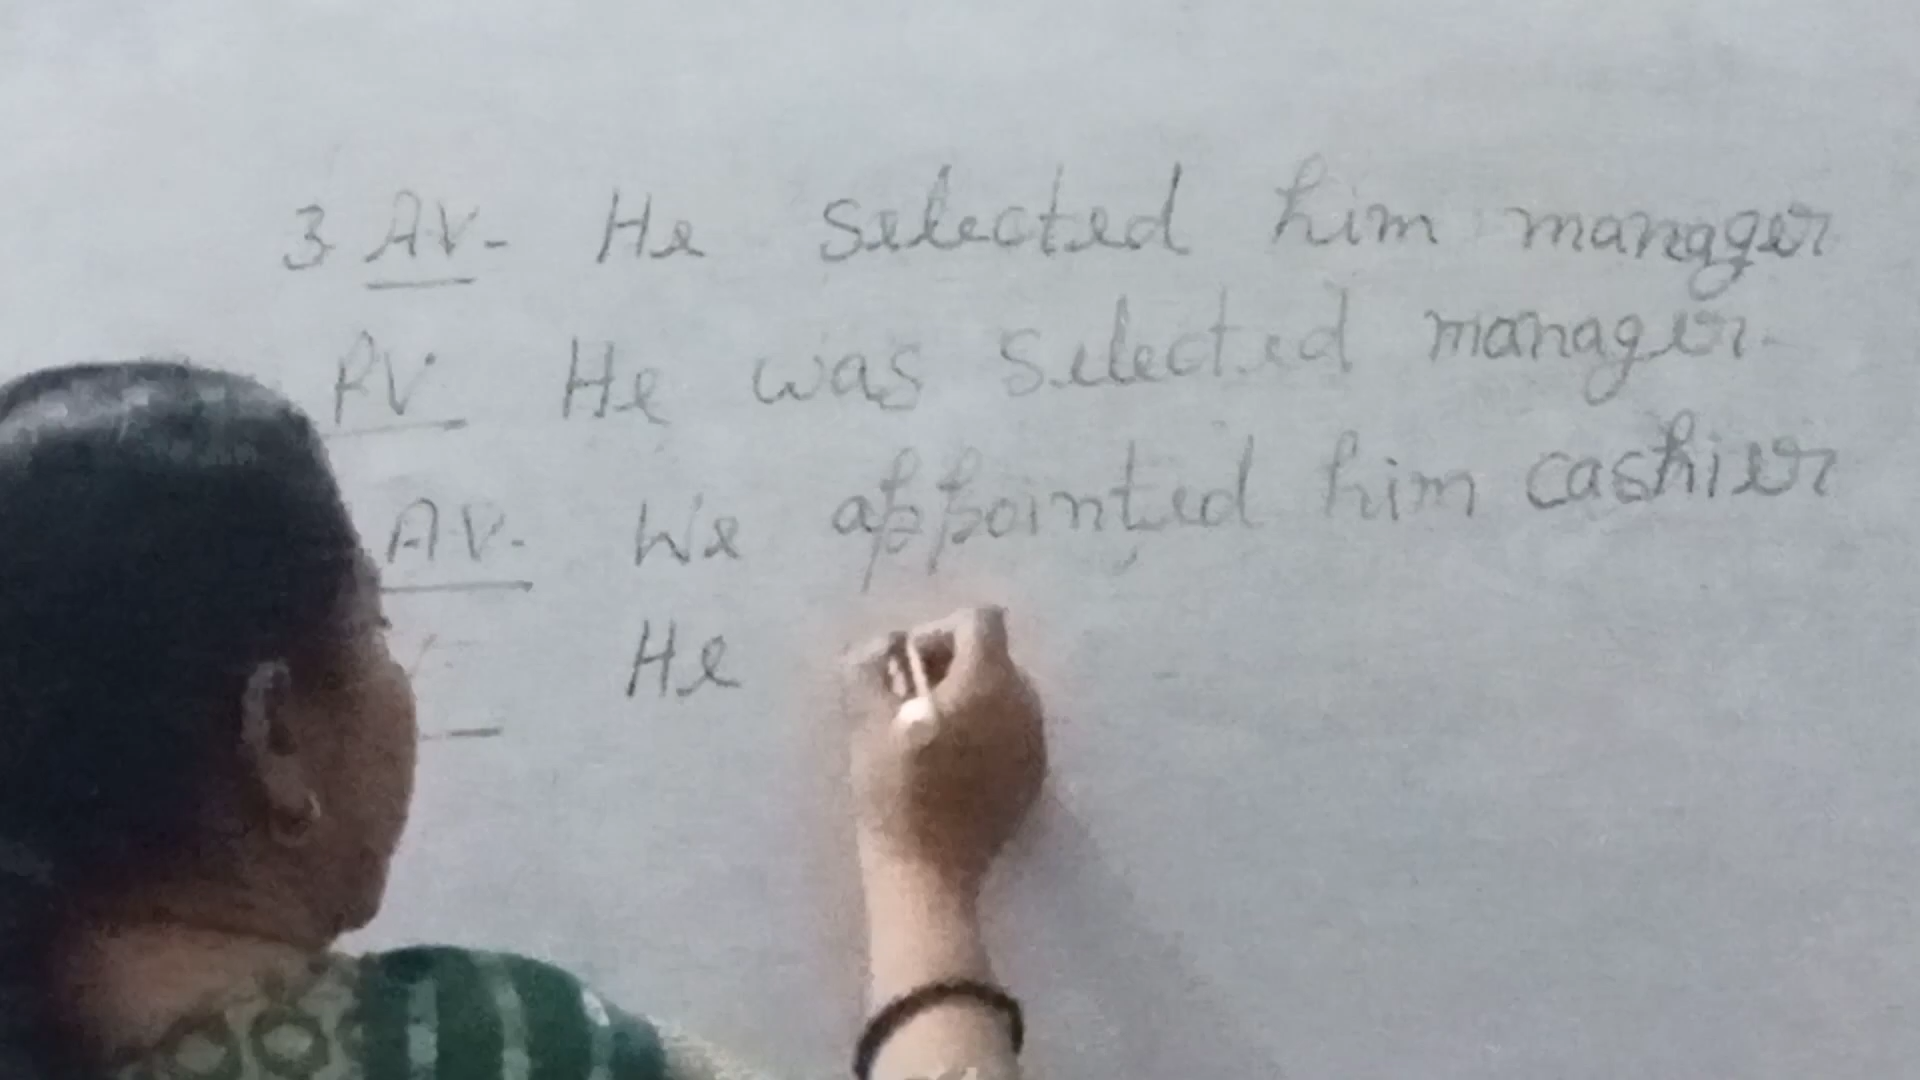 3 AV- He selected him manager
PV He was selected manager.
AV- We appointed him cashier
He